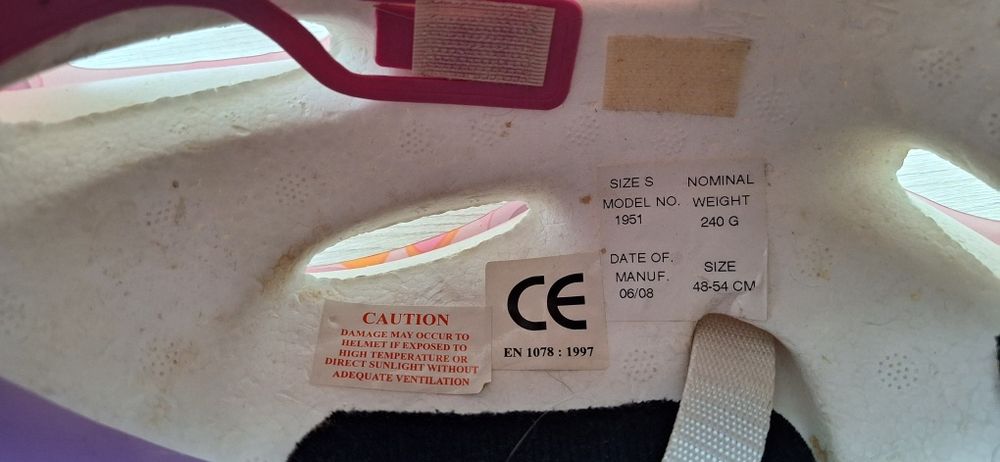 SIZE S
MODEL NO.
1951
DATE OF.
MANUF.
06/08
NOMINAL
WEIGHT
240 G
SIZE
48-54 CM
CE
EN 1078 : 1997
CAUTION
DAMAGE MAY OCCUR TO
HELMET IF EXPOSED TO
HIGH TEMPERATURE OR
DIRECT SUNLIGHT WITHOUT
ADEQUATE VENTILATION